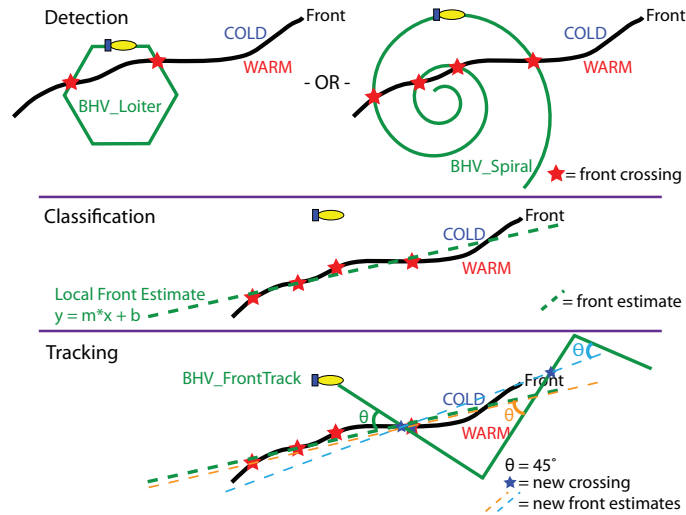 Detection
Front
COLD
WARM
BHV_Loiter
- OR -
Front
COLD
WARM
BHV_Spiral
= front crossing
Classification
Front
COLD
WARM
Local Front Estimate
y = m*x + b
= front estimate
Tracking
BHV_FrontTrack
θ
COLD
Front
WARM
θ
θ
θ = 45°
= new crossing
= new front estimates